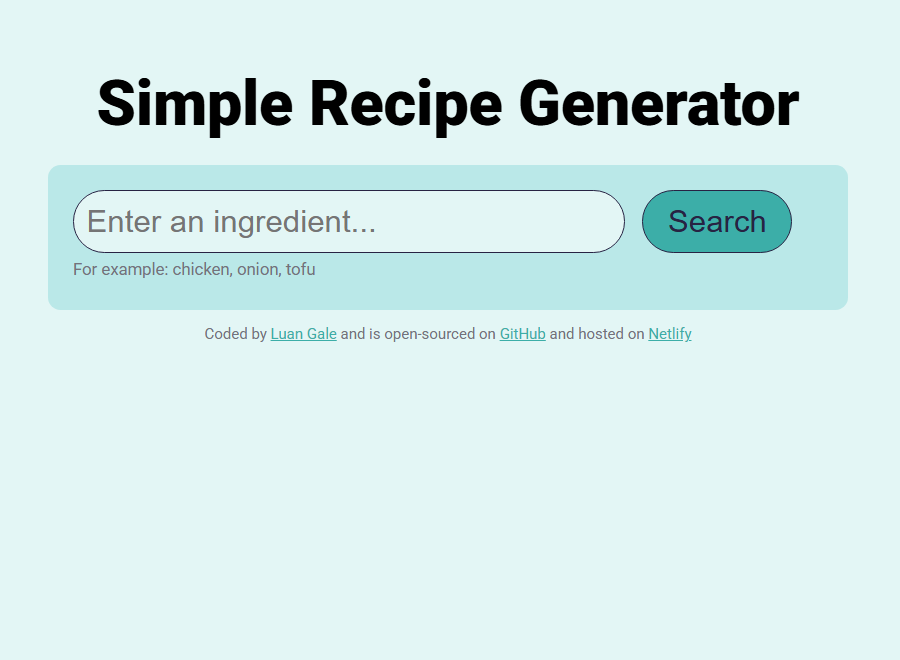 Simple Recipe Generator
Enter an ingredient... Search
For example: chicken, onion, tofu
Coded by Luan Gale and is open-sourced on GitHub and hosted on Netlify